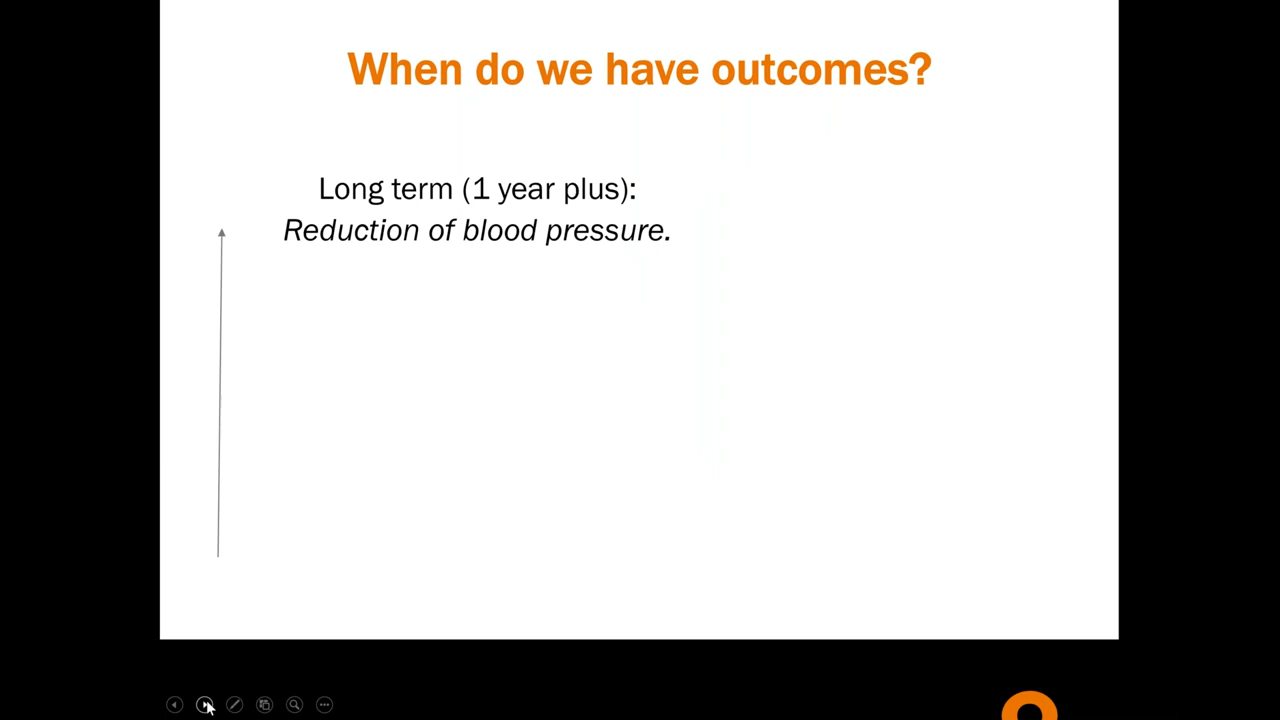 When do we have outcomes?
Long term (1 year plus):
Reduction of blood pressure.